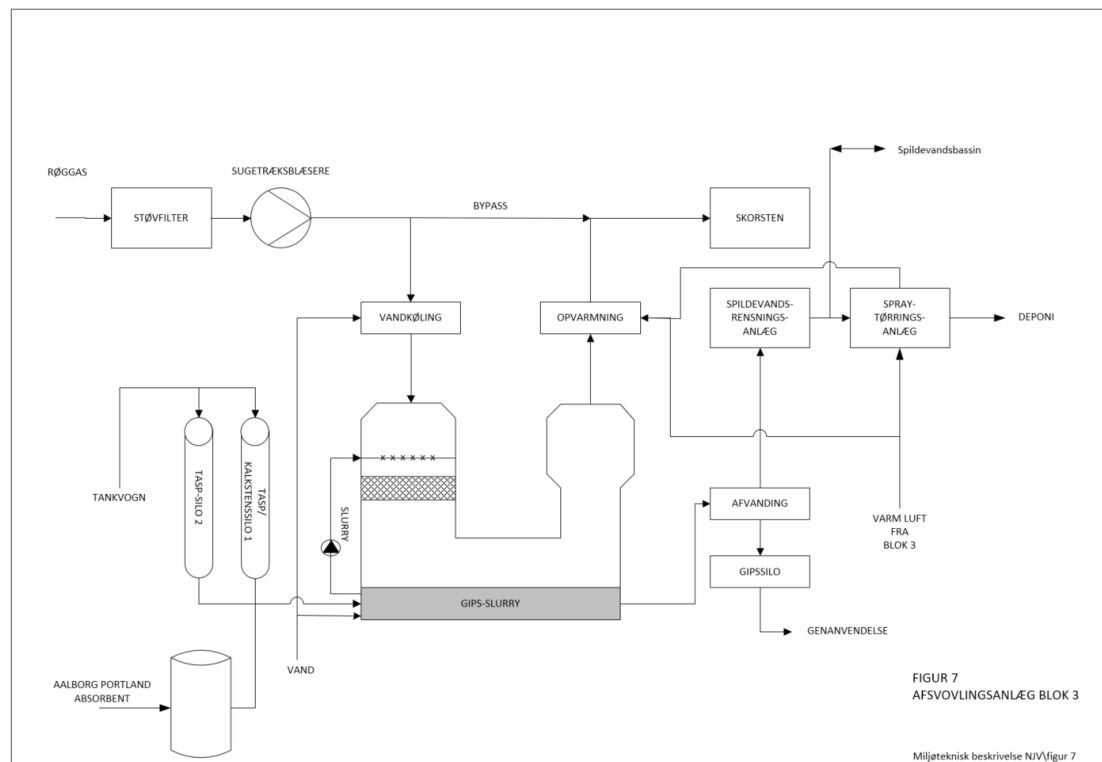 RØGGAS
SUGETRÆKSBLÆSERE
STØVFILTER
BYPASS
SKORSTEN
Spildevandsbassin
VANDKØLING
OPVARMNING
SPILDEVANDS-
RENSNINGS-
ANLÆG
SPRAY-
TØRRINGS-
ANLÆG
DEPONI
TANKVOGN
TASP-SILO 2
TASP/
KALKSTENSSILO 1
x x x x x x
SLURRY
AFVANDING
VARM LUFT
FRA
BLOK 3
GIPSSILO
GIPS-SLURRY
GENANVENDELSE
VAND
AALBORG PORTLAND
ABSORBENT
FIGUR 7
AFSVOVLINGSANLÆG BLOK 3
Miljøteknisk beskrivelse NJV\figur 7